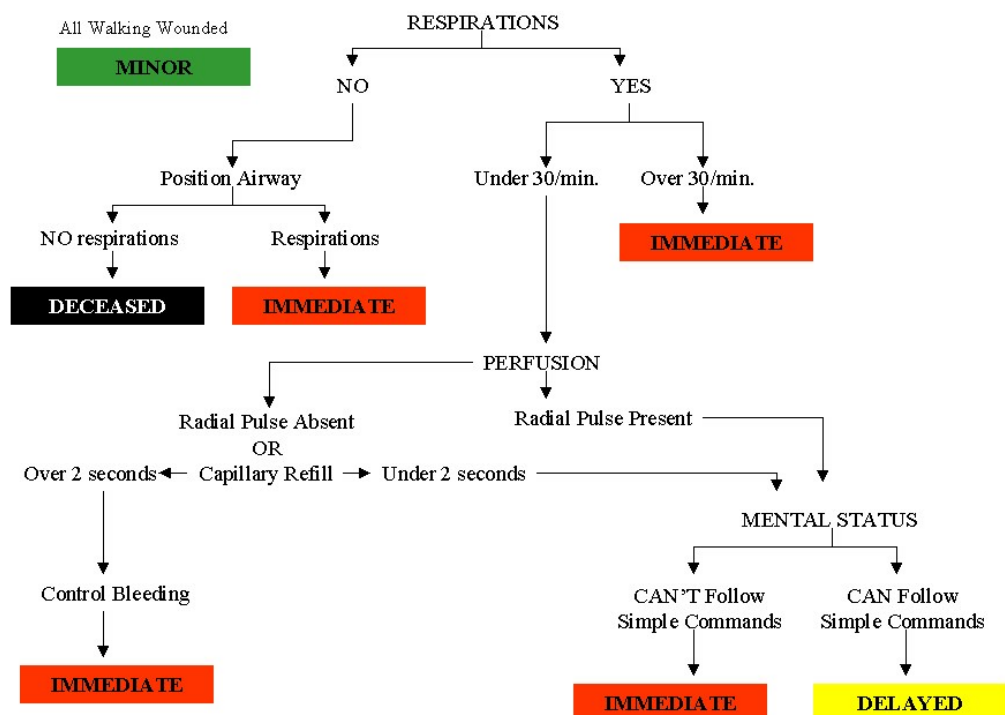 All Walking Wounded
MINOR
RESPIRATIONS
NO
YES
Position Airway
Under 30/min.
Over 30/min.
NO respirations
Respirations
IMMEDIATE
DECEASED
IMMEDIATE
PERFUSION
Radial Pulse Absent
OR
Radial Pulse Present
Over 2 seconds
Capillary Refill
Under 2 seconds
MENTAL STATUS
Control Bleeding
CAN'T Follow
Simple Commands
CAN Follow
Simple Commands
IMMEDIATE
IMMEDIATE
DELAYED